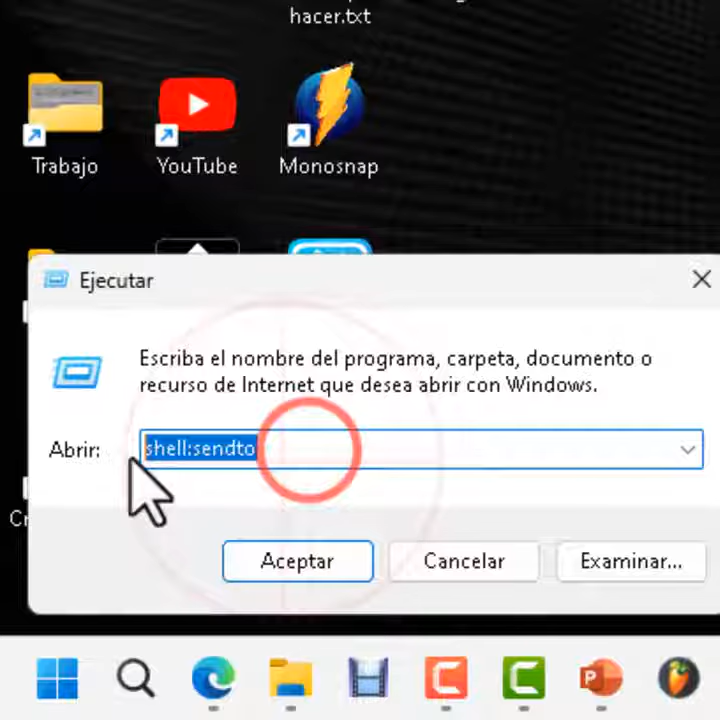 hacer.txt
Trabajo
YouTube
Monosnap
Ejecutar
Escriba el nombre del programa, carpeta, documento o
recurso de Internet que desea abrir con Windows.
Abrir:
shell:sendto
Aceptar
Cancelar
Examinar...